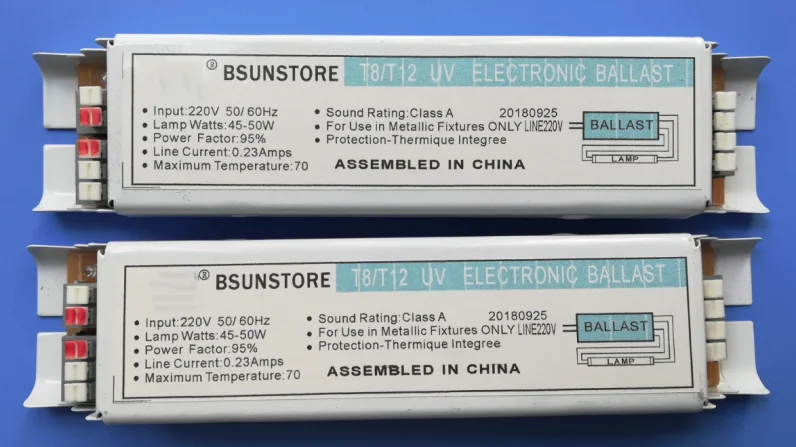 ® BSUNSTORE T8/T12 UV ELECTRONIC BALLAST
• Input:220V 50/60Hz
• Lamp Watts:45-50W
• Power Factor:95%
• Line Current:0.23Amps
• Maximum Temperature:70
• Sound Rating:Class A 20180925
• For Use in Metallic Fixtures ONLY LINE220V
• Protection-Thermique Integree
BALLAST
LAMP
ASSEMBLED IN CHINA
® BSUNSTORE T8/T12 UV ELECTRONIC BALLAST
• Input:220V 50/60Hz
• Lamp Watts:45-50W
• Power Factor:95%
• Line Current:0.23Amps
• Maximum Temperature:70
• Sound Rating:Class A 20180925
• For Use in Metallic Fixtures ONLY LINE220V
• Protection-Thermique Integree
BALLAST
LAMP
ASSEMBLED IN CHINA